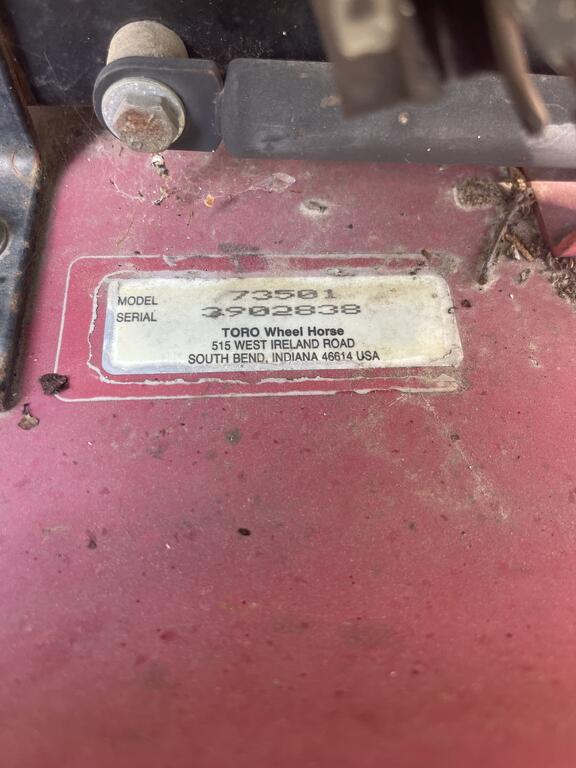 MODEL 73501
SERIAL 3902838
TORO Wheel Horse
515 WEST IRELAND ROAD
SOUTH BEND, INDIANA 46614 USA